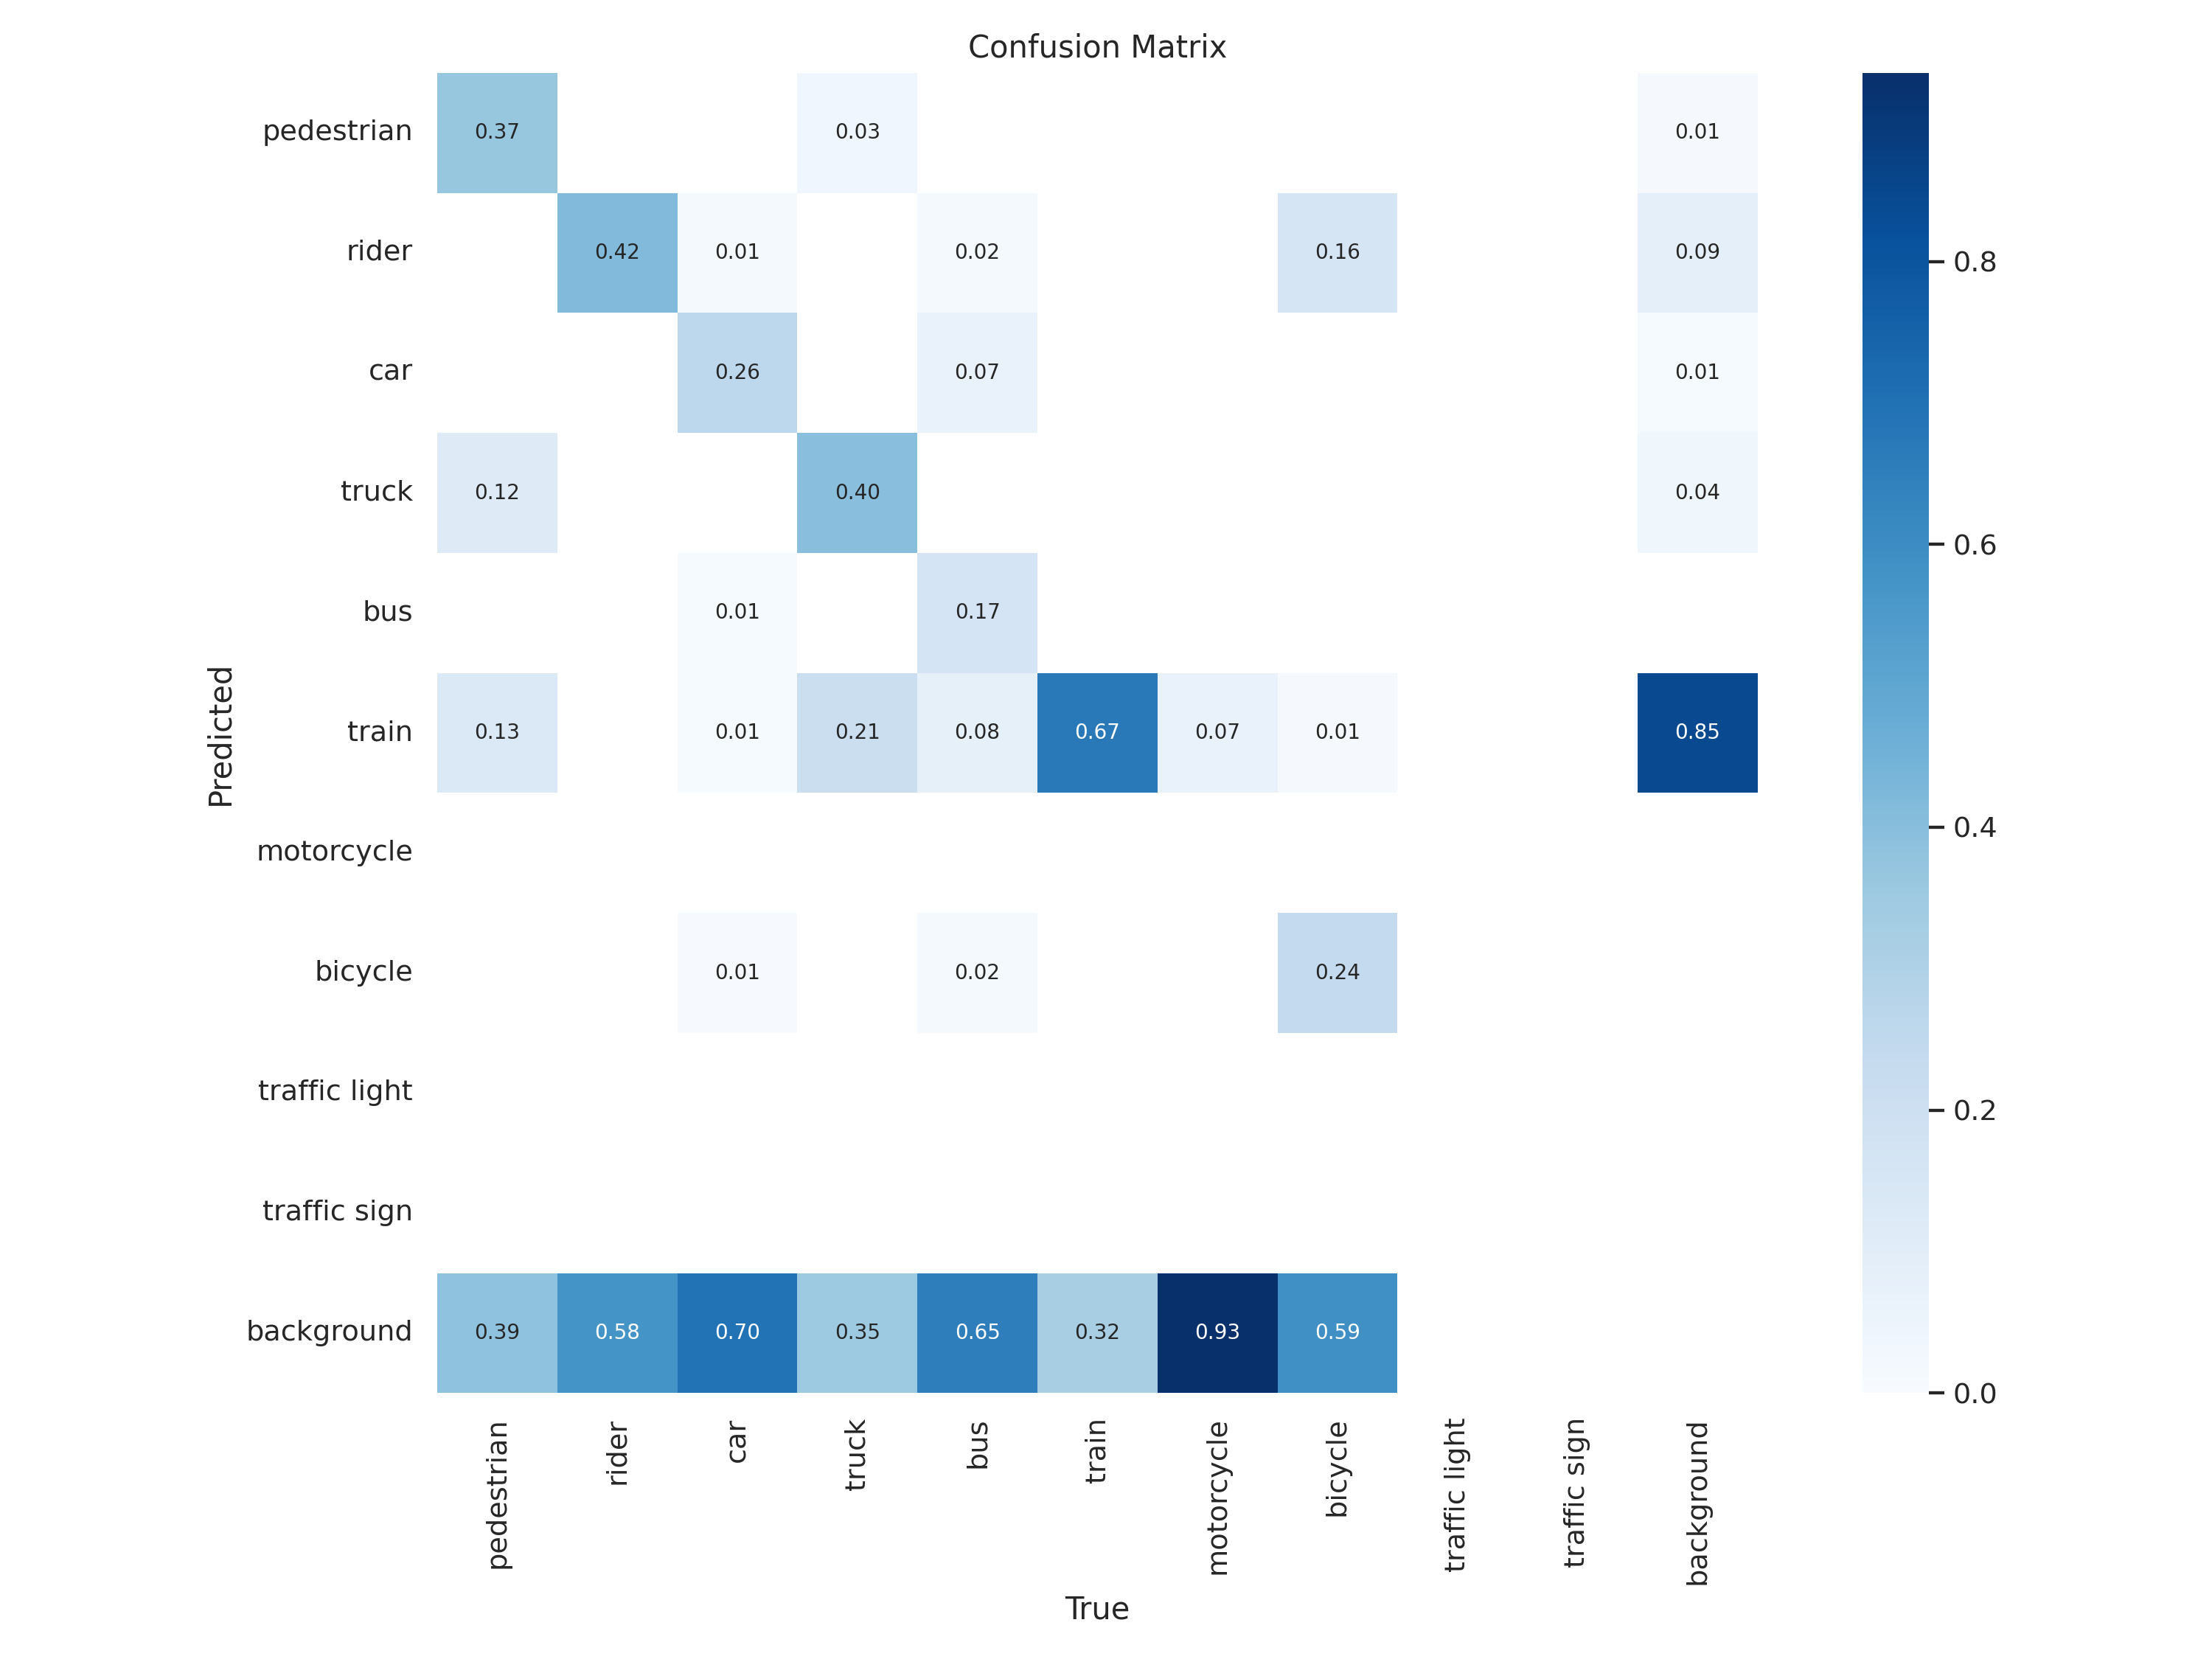 Confusion Matrix
pedestrian 0.37 0.03 0.01
rider 0.42 0.01 0.02 0.16 0.09
car 0.26 0.07 0.01
truck 0.12 0.40 0.04
bus 0.01 0.17
train 0.13 0.01 0.21 0.08 0.67 0.07 0.01 0.85
motorcycle
bicycle 0.01 0.02 0.24
traffic light
traffic sign
background 0.39 0.58 0.70 0.35 0.65 0.32 0.93 0.59
Predicted
pedestrian rider car truck bus train motorcycle bicycle traffic light traffic sign background
True
0.8
0.6
0.4
0.2
0.0